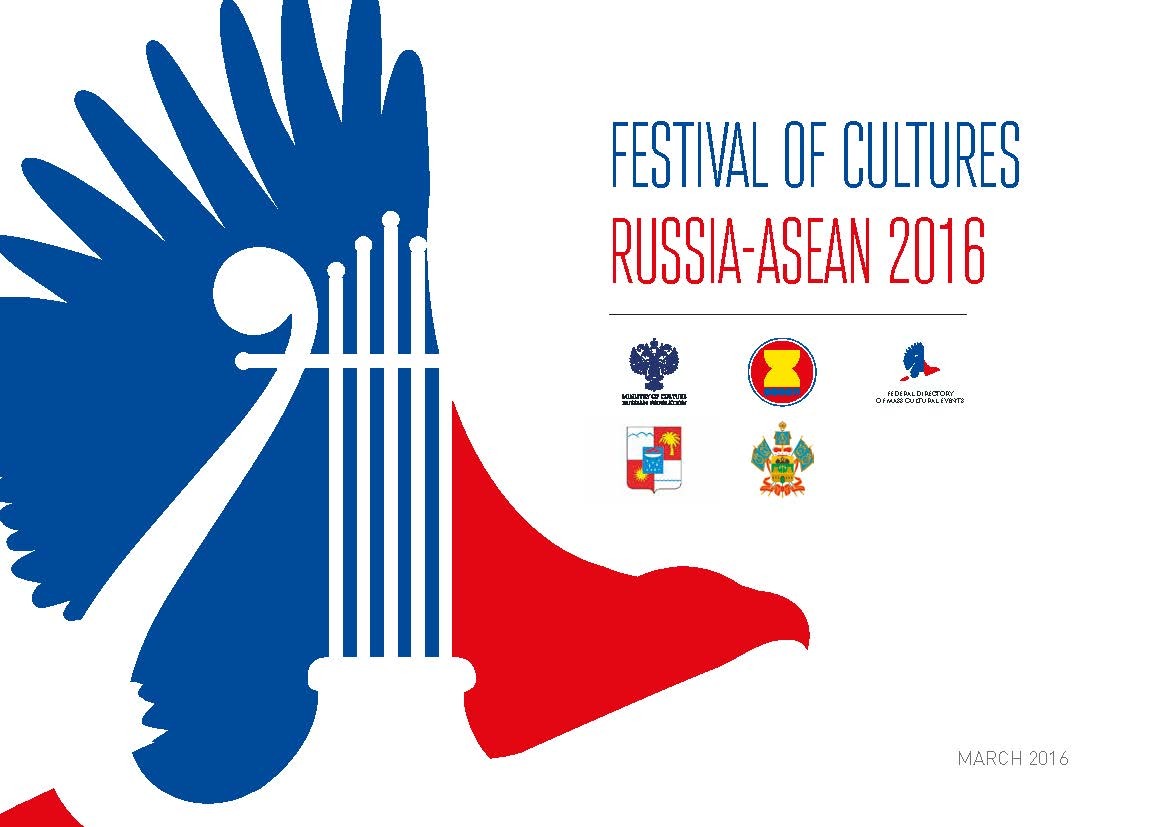 FESTIVAL OF CULTURES
RUSSIA-ASEAN 2016
MINISTRY OF CULTURE
RUSSIAN FEDERATION
FEDERAL DIRECTORY
OF MASS CULTURAL EVENTS
MARCH 2016